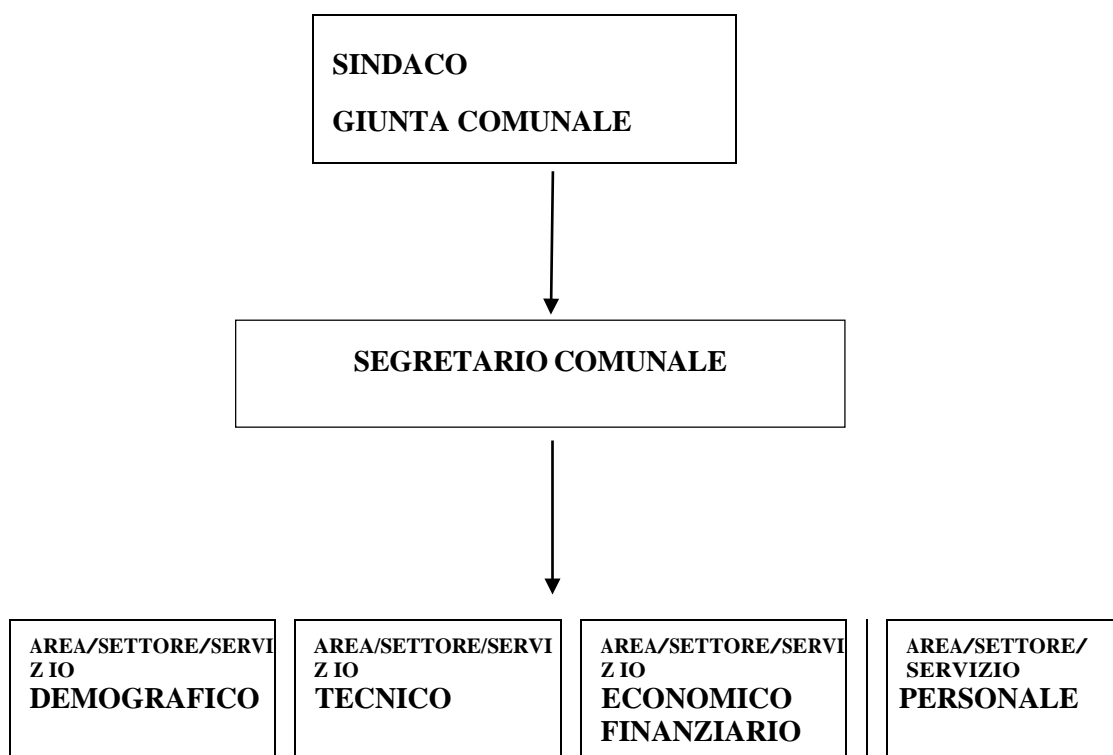 SINDACO
GIUNTA COMUNALE
SEGRETARIO COMUNALE
AREA/SETTORE/SERVI
Z IO
DEMOGRAFICO
AREA/SETTORE/SERVI
Z IO
TECNICO
AREA/SETTORE/SERVI
Z IO
ECONOMICO
FINANZIARIO
AREA/SETTORE/
SERVIZIO
PERSONALE